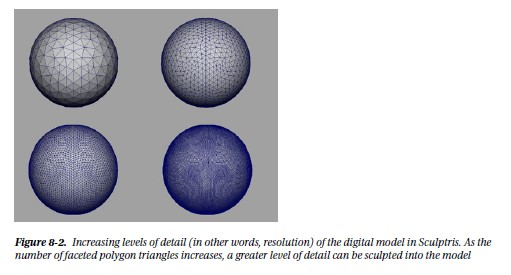 Figure 8-2. Increasing levels of detail (in other words, resolution) of the digital model in Sculptris. As the
number of faceted polygon triangles increases, a greater level of detail can be sculpted into the model